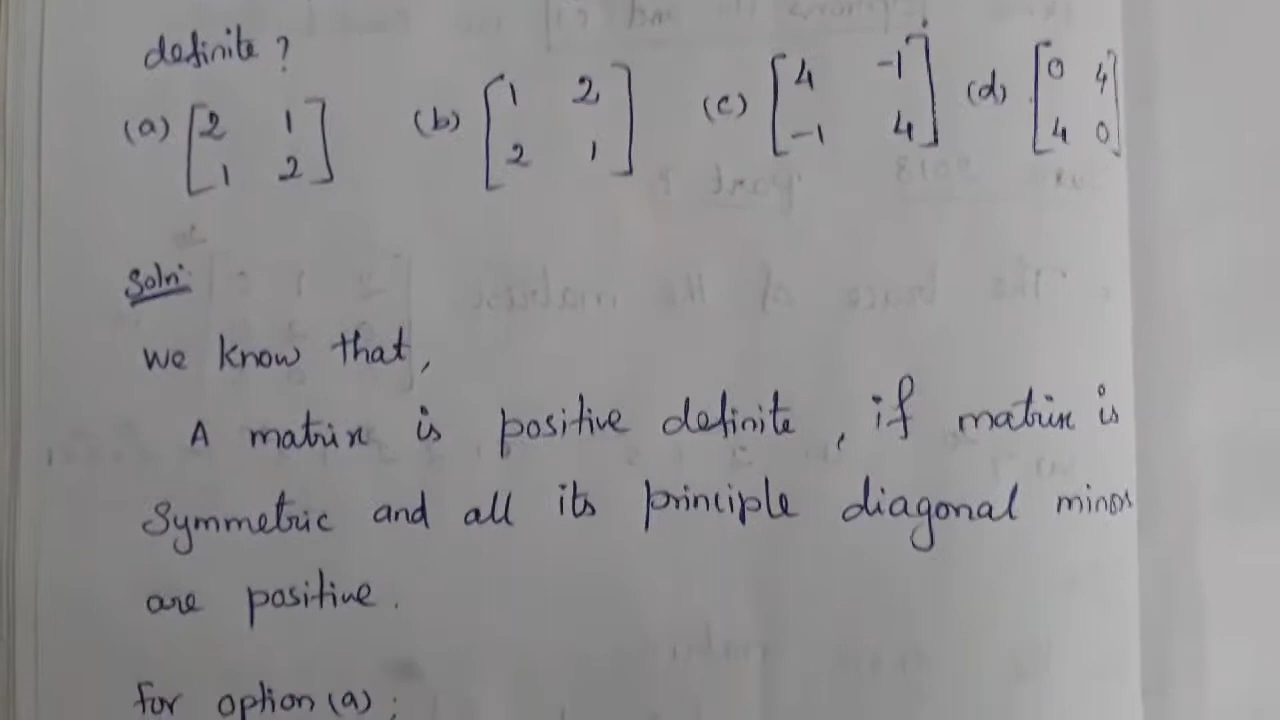 definite ?
(a) [2 1 (b) [1 2] (c) [4 -1] (d) [0 4]
1 2] 2 1 -1 4 4 0
Soln:
we know that,
A matrix is positive definite, if matrix is
Symmetric and all its principle diagonal minors
are positive.
for option (a):